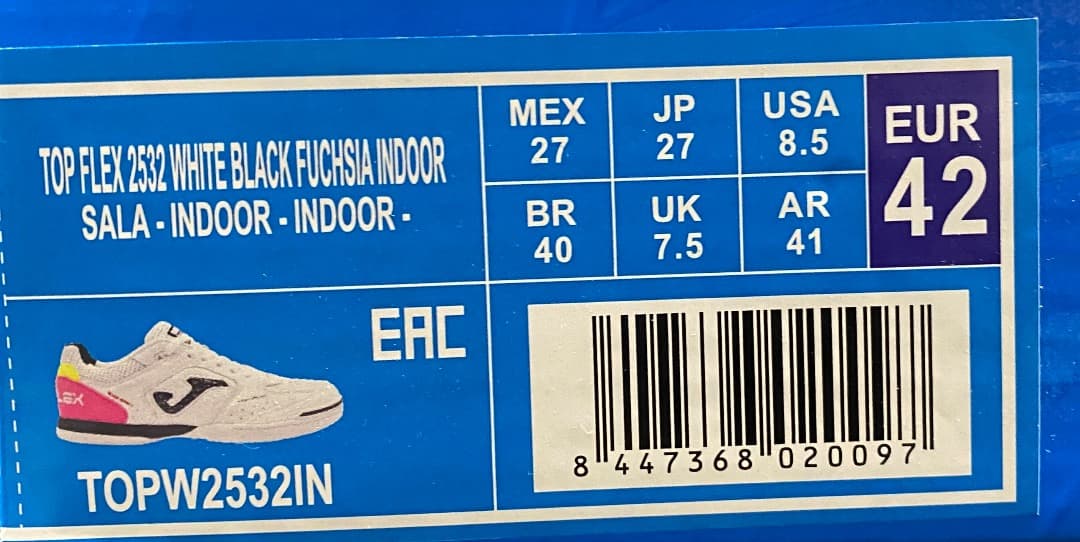 TOP FLEX 2532 WHITE BLACK FUCHSIA INDOOR
SALA - INDOOR - INDOOR -
MEX
27
JP
27
USA
8.5
EUR
42
BR
40
UK
7.5
AR
41
EAC
LEX
TOPW2532IN
8 447368 020097